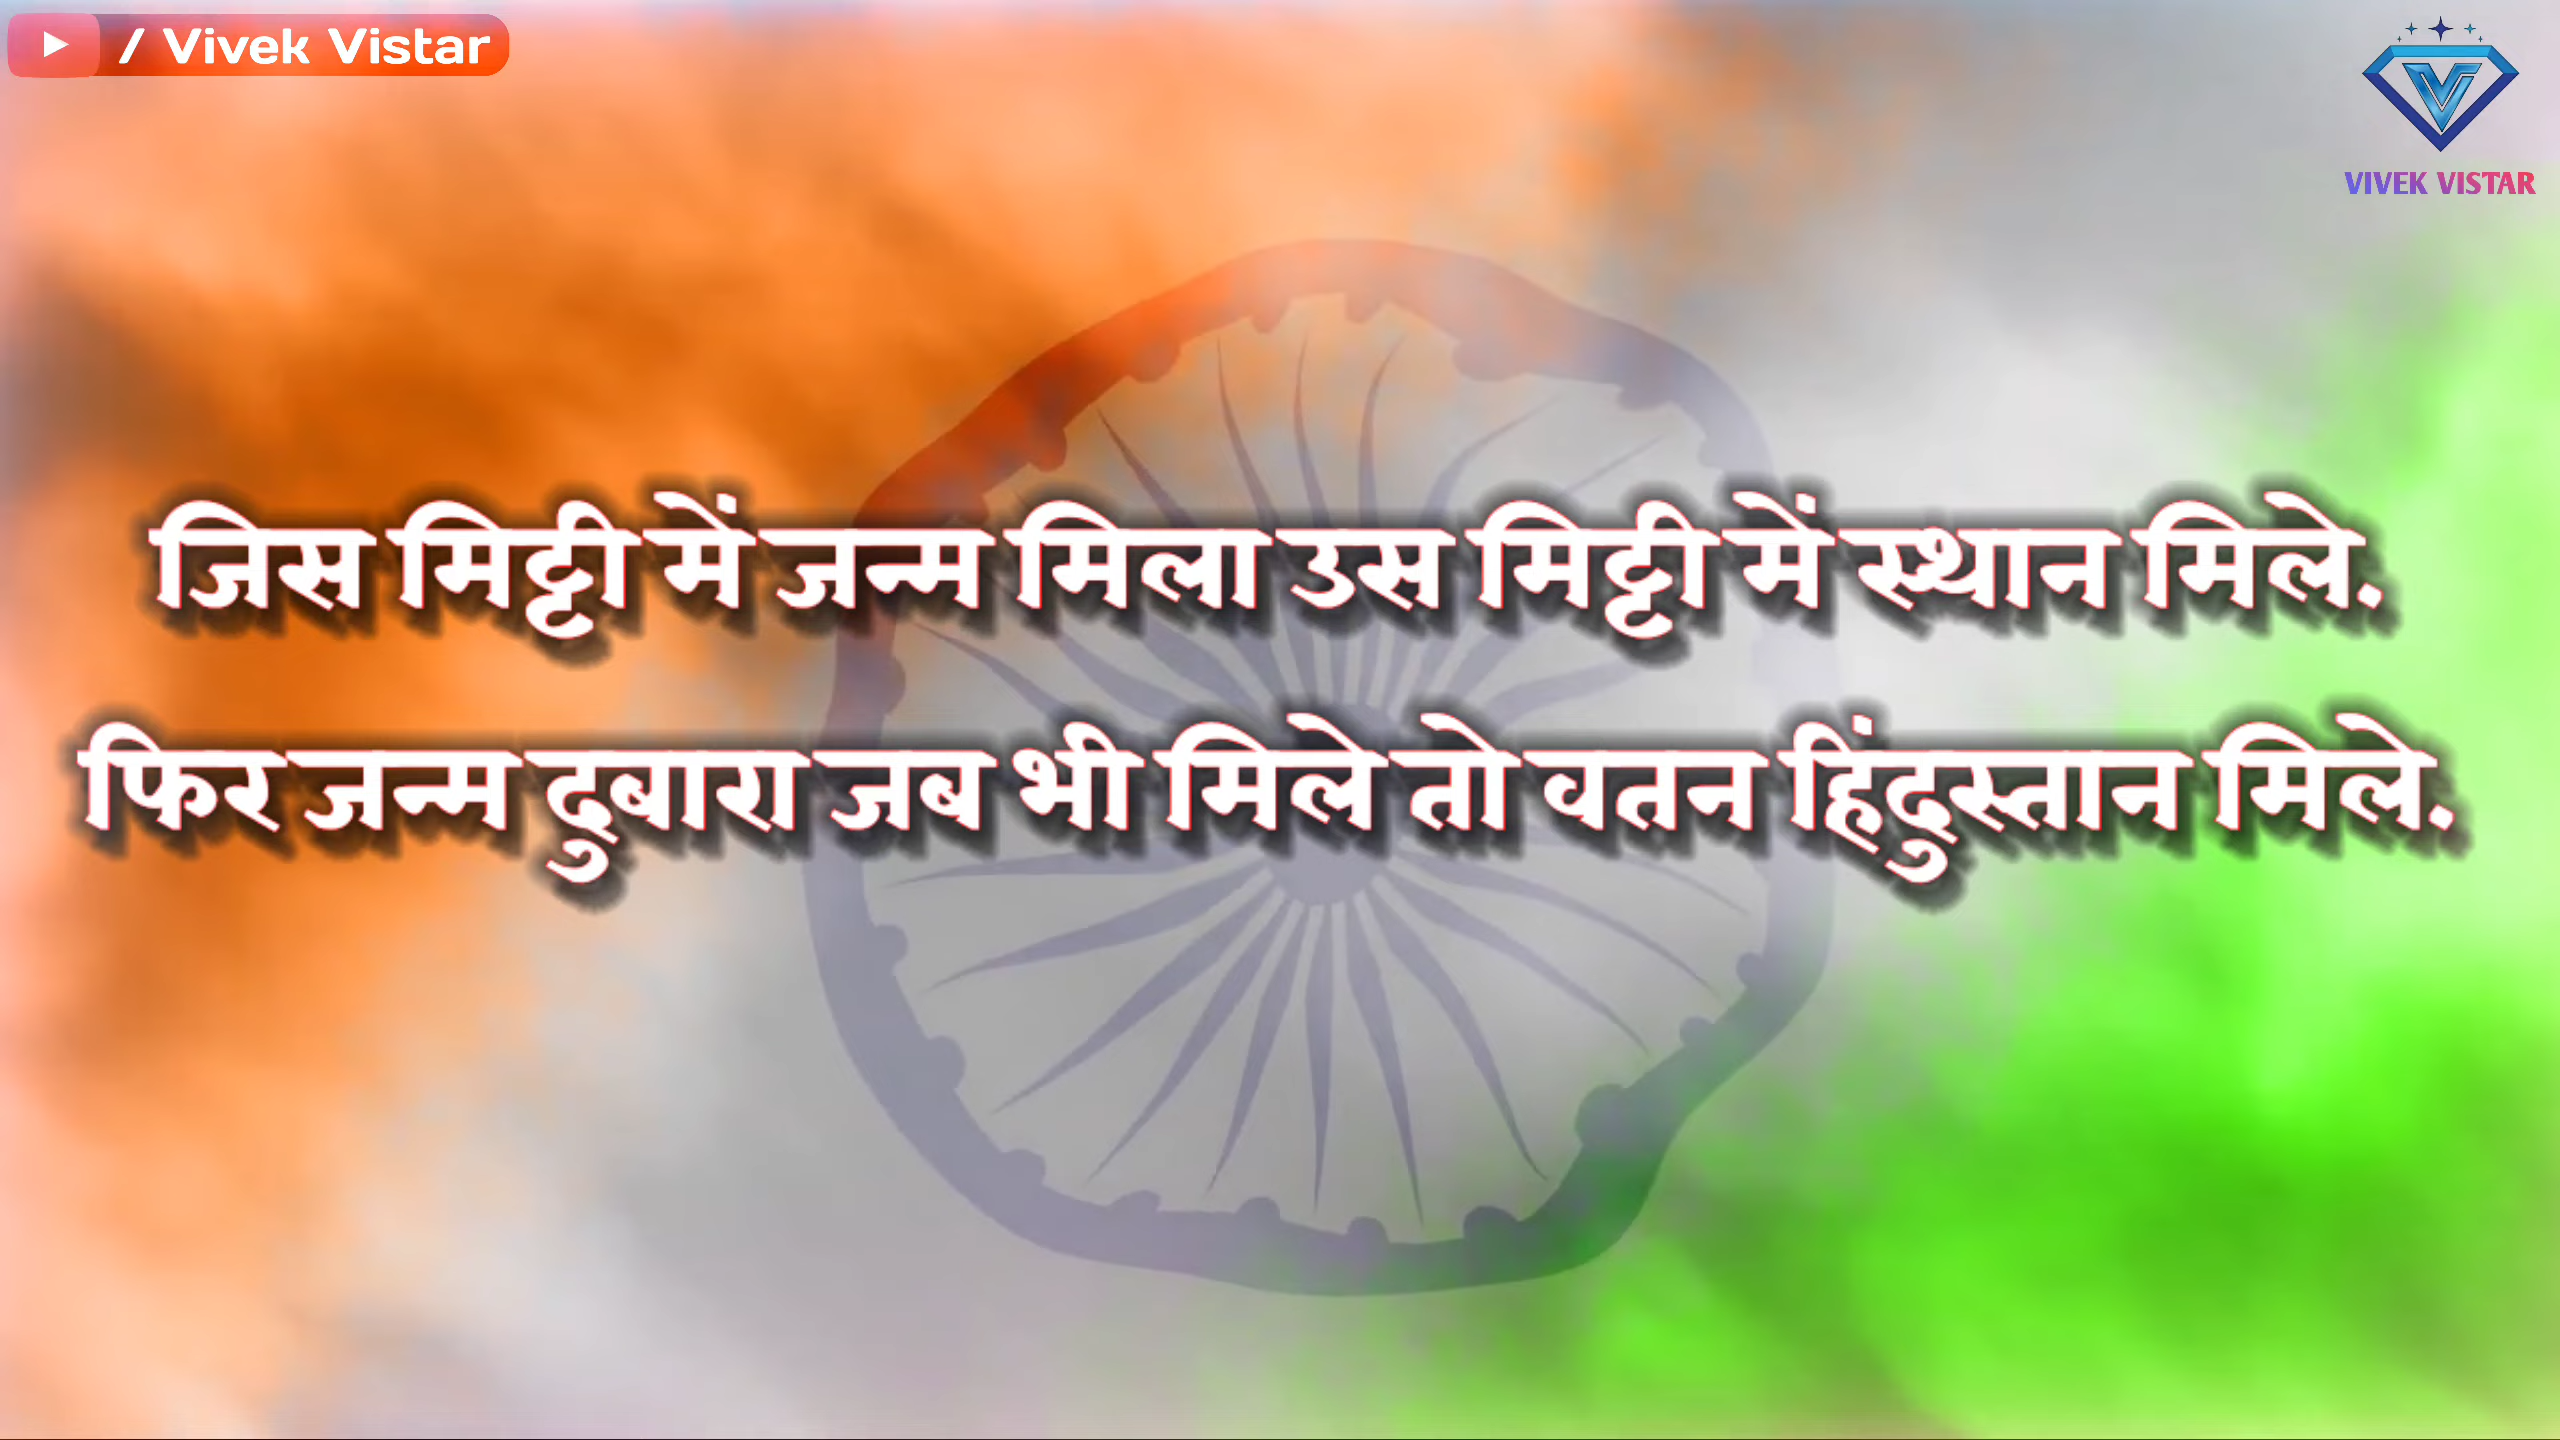 / Vivek Vistar
VIVEK VISTAR
जिस मिट्टी में जन्म मिला उस मिट्टी में स्थान मिले.
फिर जन्म दुबारा जब भी मिले तो वतन हिंदुस्तान मिले.